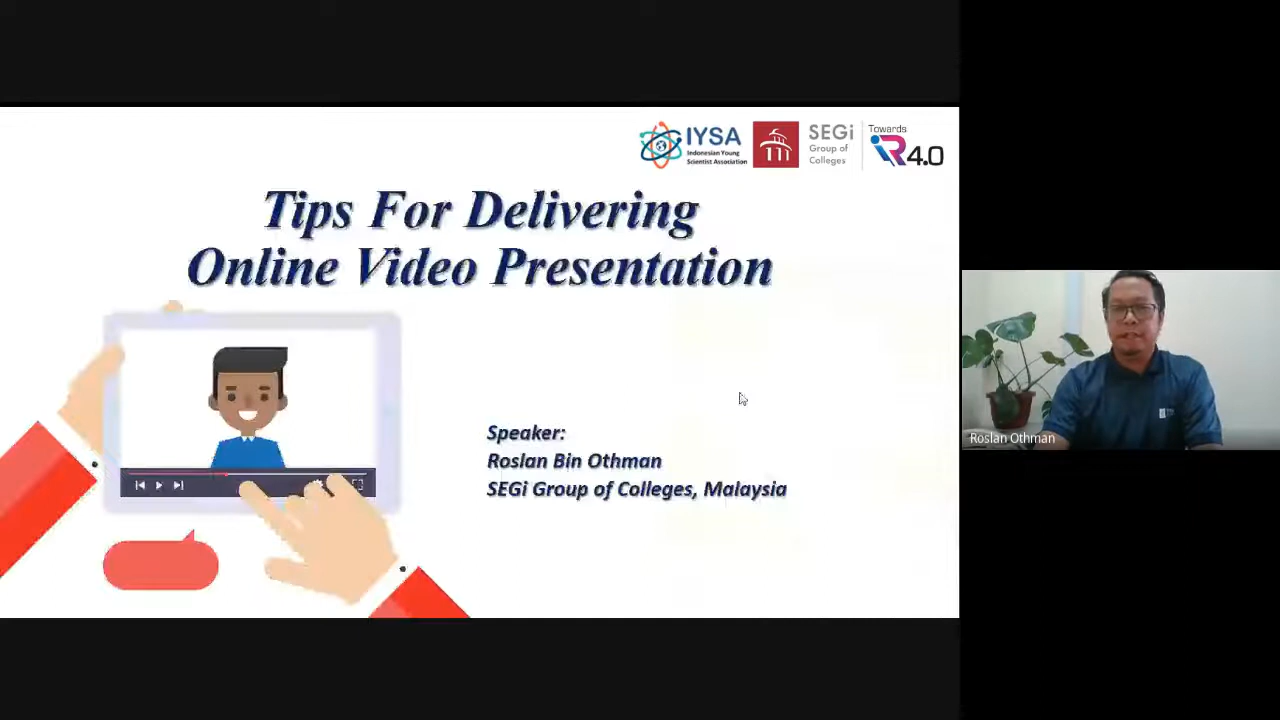 IYSA
Indonesian Young
Scientist Association
SEGi
Group of
Colleges
Towards
iR4.0
Tips For Delivering
Online Video Presentation
Speaker:
Roslan Bin Othman
SEGi Group of Colleges, Malaysia
Roslan Othman